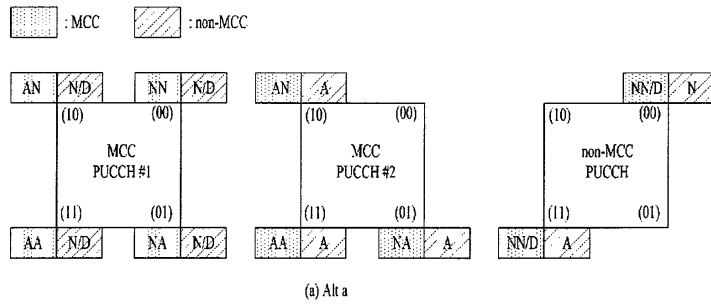 : MCC : non-MCC
AN N/D NN N/D AN A NN/D N
(10) (00) (10) (00) (10) (00)
MCC MCC non-MCC
PUCCH #1 PUCCH #2 PUCCH
(11) (01) (11) (01) (11) (01)
AA N/D NA N/D AA A NA A NN/D A
(a) Alt a